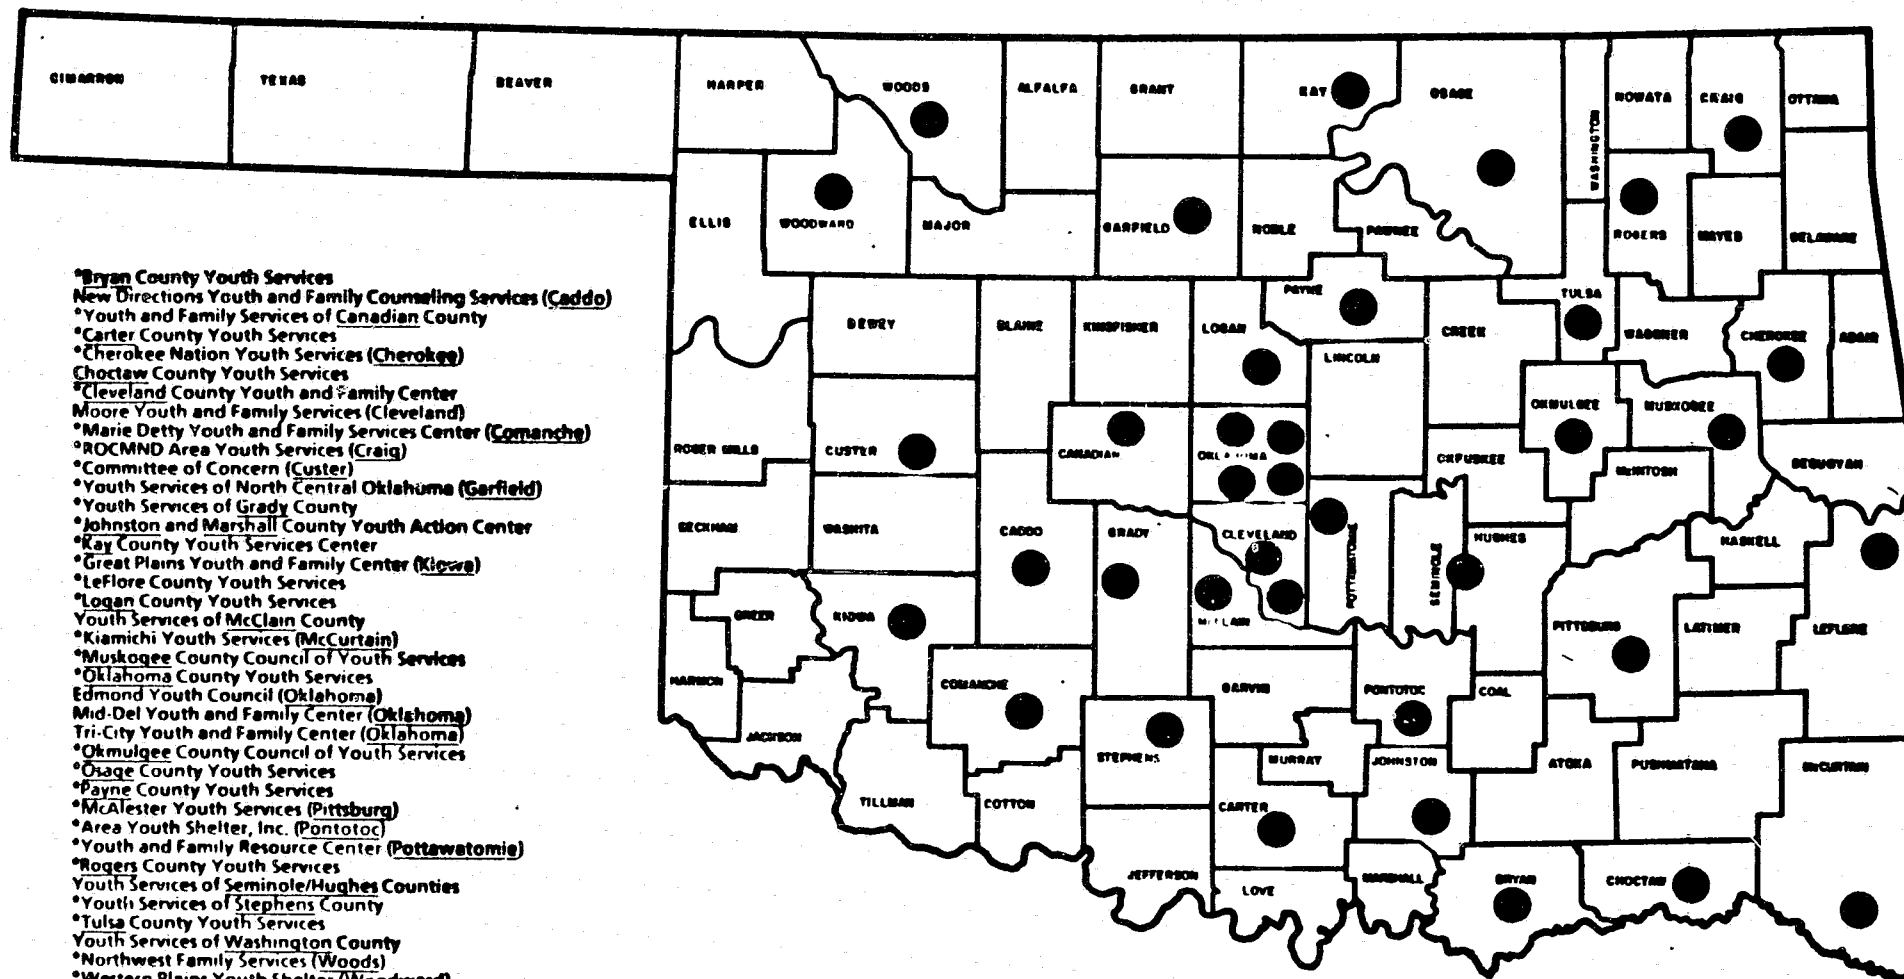 CIMARRON TEXAS BEAVER HARPER WOODS ALFALFA GRANT KAY OSAGE WASHINGTON NOWATA CRAIG OTTAWA
ELLIS WOODWARD MAJOR GARFIELD NOBLE PAWNEE ROGERS MAYES DELAWARE
DEWEY BLAINE KINGFISHER LOGAN PAYNE CREEK TULSA WAGONER CHEROKEE ADAIR
LINCOLN
ROGER MILLS CUSTER CANADIAN OKLAHOMA OKFUSKEE OKMULGEE MUSKOGEE MCINTOSH SEQUOYAH
BECKHAM WASHITA CADDO GRADY CLEVELAND POTTAWATOMIE SEMINOLE HUGHES HASKELL
GREER KIOWA McCLAIN PITTSBURG LATIMER LEFLORE
HARMON COMANCHE GARVIN PONTOTOC COAL
JACKSON STEPHENS MURRAY JOHNSTON ATOKA PUSHMATAHA McCURTAIN
TILLMAN COTTON CARTER
JEFFERSON LOVE MARSHALL BRYAN CHOCTAW
*Bryan County Youth Services
New Directions Youth and Family Counseling Services (Caddo)
*Youth and Family Services of Canadian County
*Carter County Youth Services
*Cherokee Nation Youth Services (Cherokee)
Choctaw County Youth Services
*Cleveland County Youth and Family Center
Moore Youth and Family Services (Cleveland)
*Marie Detty Youth and Family Services Center (Comanche)
*ROCMND Area Youth Services (Craig)
*Committee of Concern (Custer)
*Youth Services of North Central Oklahoma (Garfield)
*Youth Services of Grady County
*Johnston and Marshall County Youth Action Center
*Kay County Youth Services Center
*Great Plains Youth and Family Center (Kiowa)
*LeFlore County Youth Services
*Logan County Youth Services
Youth Services of McClain County
*Kiamichi Youth Services (McCurtain)
*Muskogee County Council of Youth Services
*Oklahoma County Youth Services
Edmond Youth Council (Oklahoma)
Mid-Del Youth and Family Center (Oklahoma)
Tri-City Youth and Family Center (Oklahoma)
*Okmulgee County Council of Youth Services
*Osage County Youth Services
*Payne County Youth Services
*McAlester Youth Services (Pittsburg)
*Area Youth Shelter, Inc. (Pontotoc)
*Youth and Family Resource Center (Pottawatomie)
*Rogers County Youth Services
Youth Services of Seminole/Hughes Counties
*Youth Services of Stephens County
*Tulsa County Youth Services
Youth Services of Washington County
*Northwest Family Services (Woods)
*Western Plains Youth Shelter (Woodward)